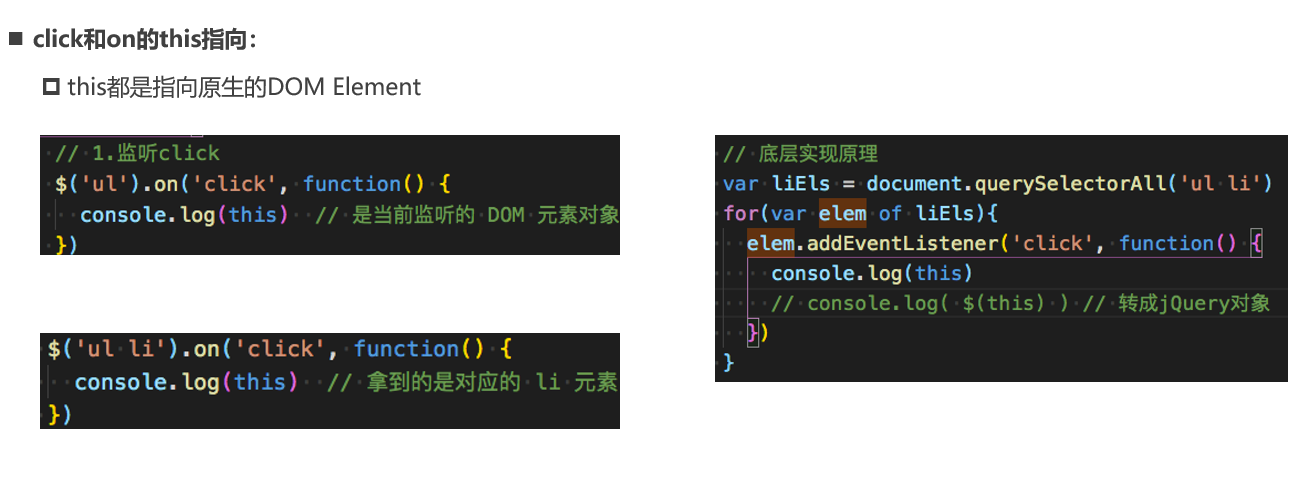 click和on的this指向：
this都是指向原生的DOM Element
// 1.监听click
$('ul').on('click', function() {
console.log(this) // 是当前监听的 DOM 元素对象
})
$('ul li').on('click', function() {
console.log(this) // 拿到的是对应的 li 元素
})
// 底层实现原理
var liEls = document.querySelectorAll('ul li')
for(var elem of liEls){
elem.addEventListener('click', function() {
console.log(this)
// console.log( $(this) ) // 转成jQuery对象
})
}